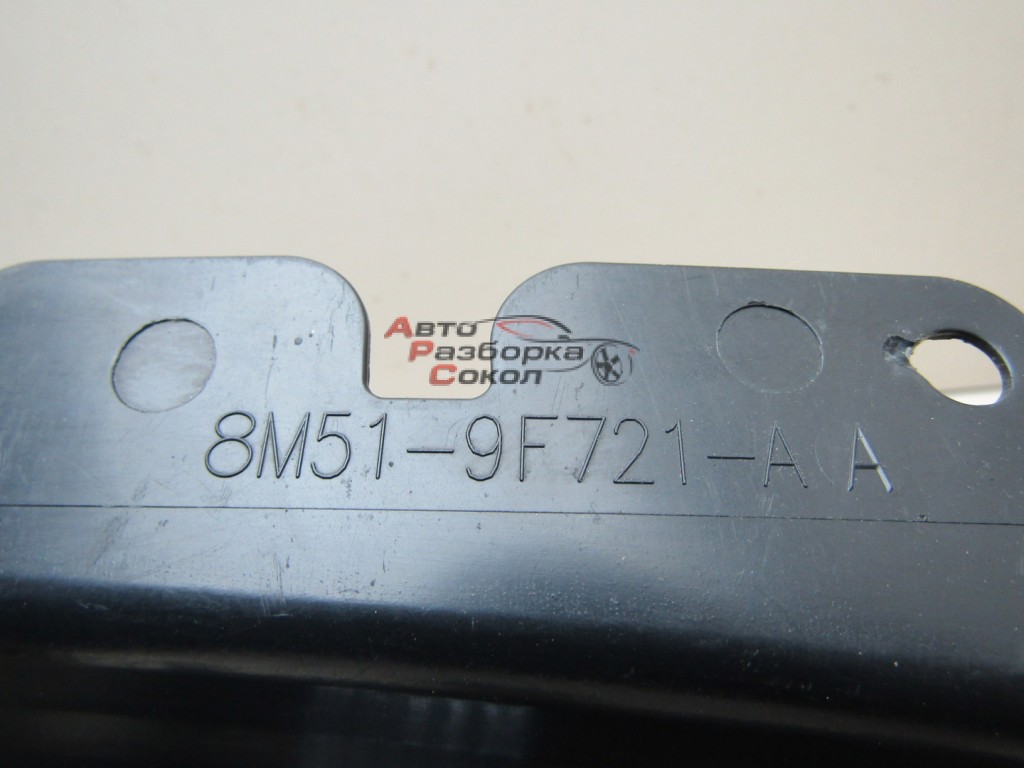 Авто
Разборка
Сокол
8M51-9F721-A A